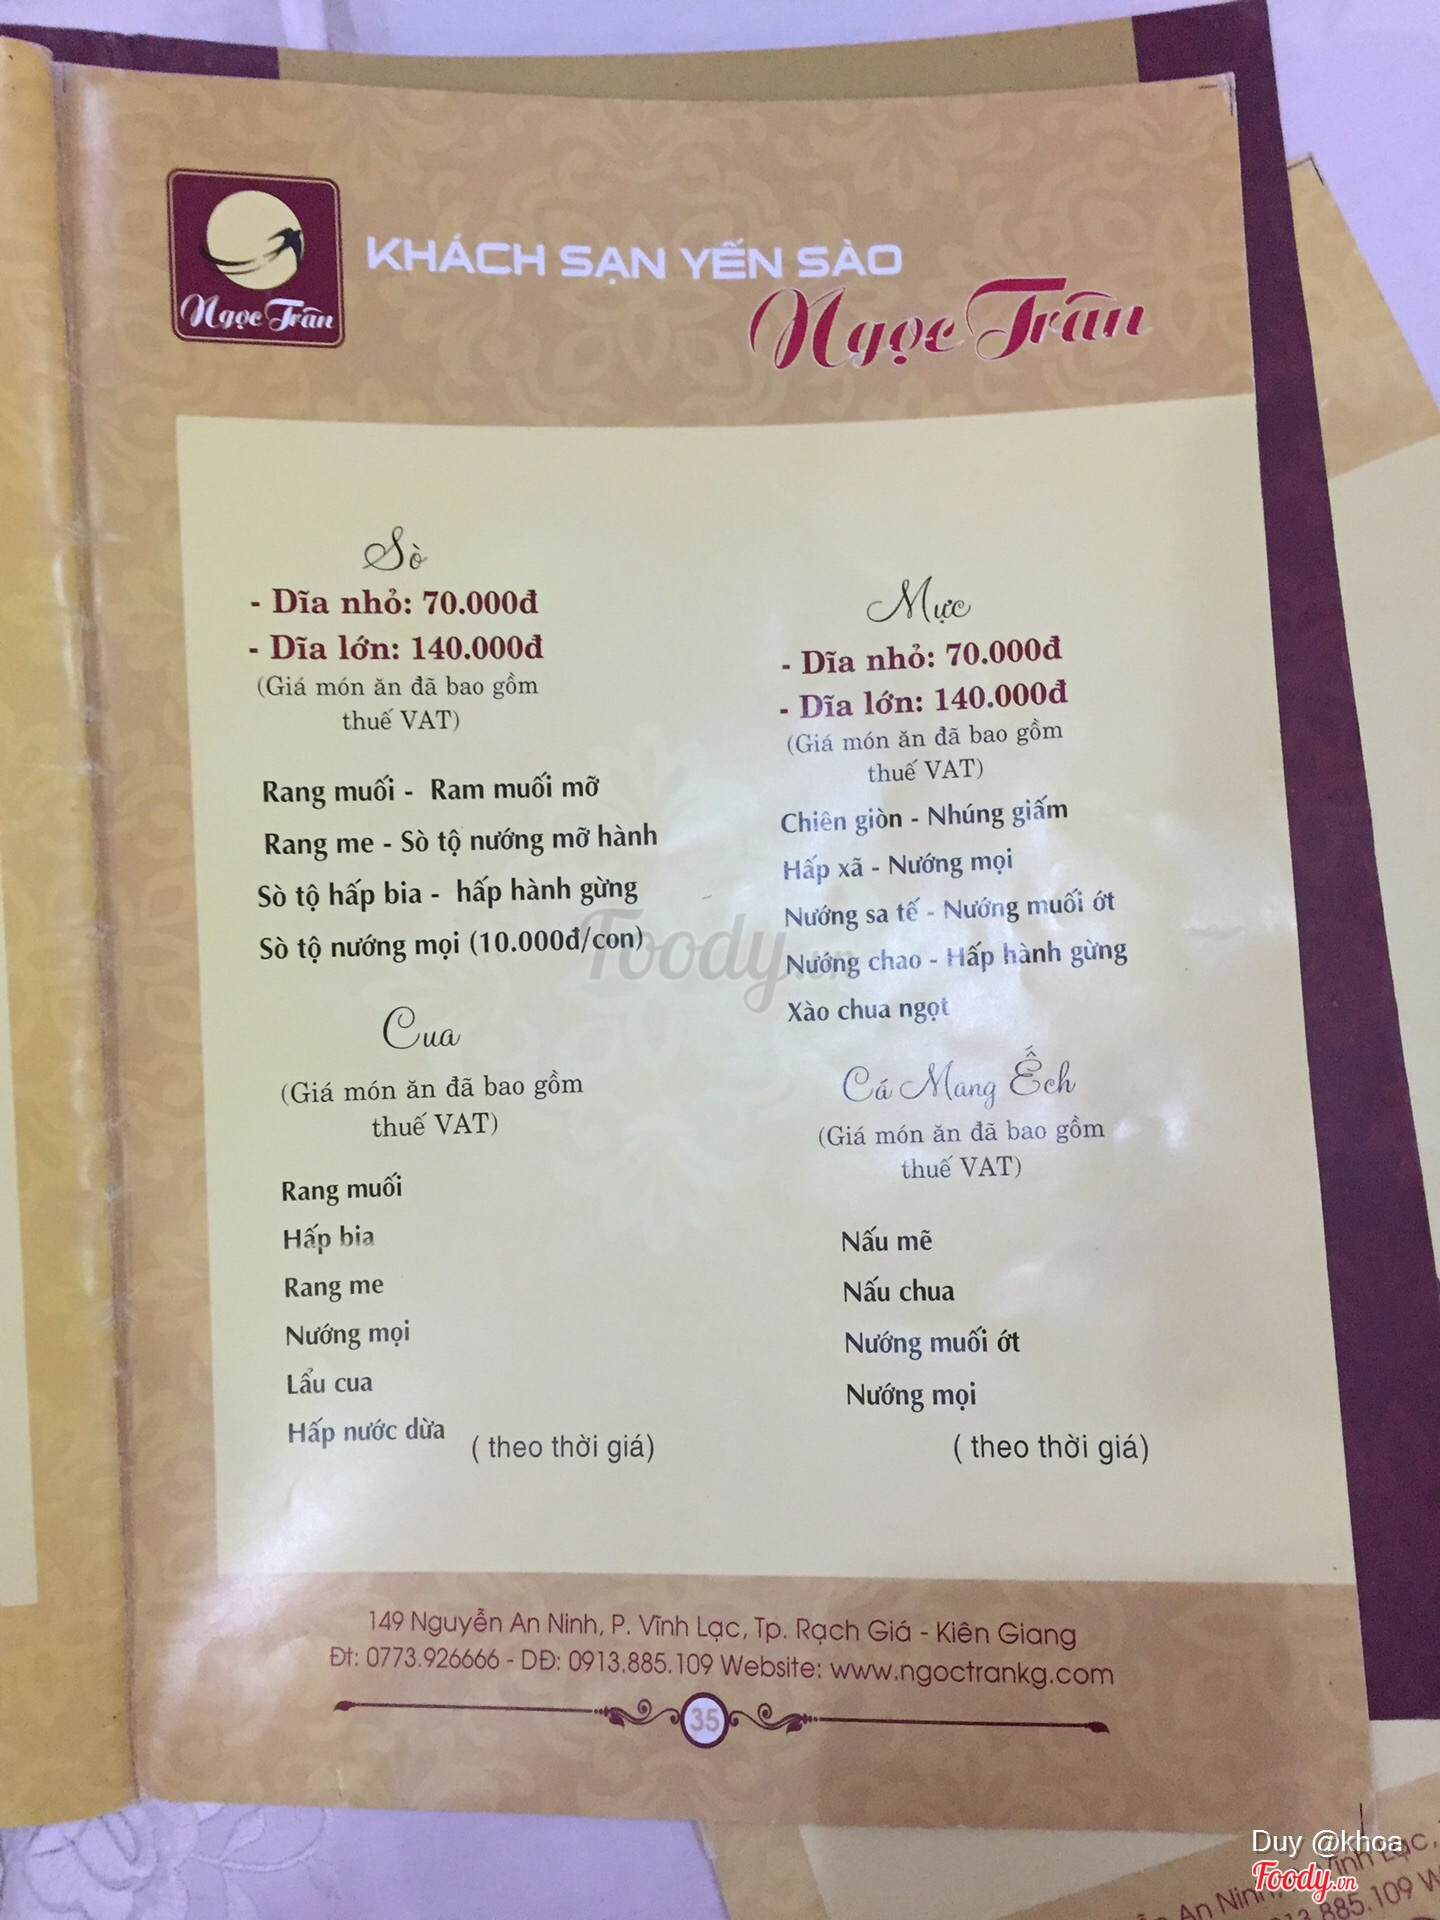 Ngọc Trân
KHÁCH SẠN YẾN SÀO
Ngọc Trân
Sò
- Dĩa nhỏ: 70.000đ
- Dĩa lớn: 140.000đ
(Giá món ăn đã bao gồm
thuế VAT)
Rang muối - Ram muối mỡ
Rang me - Sò tộ nướng mỡ hành
Sò tộ hấp bia - hấp hành gừng
Sò tộ nướng mọi (10.000đ/con)
Cua
(Giá món ăn đã bao gồm
thuế VAT)
Rang muối
Hấp bia
Rang me
Nướng mọi
Lẩu cua
Hấp nước dừa
( theo thời giá)
Mực
- Dĩa nhỏ: 70.000đ
- Dĩa lớn: 140.000đ
(Giá món ăn đã bao gồm
thuế VAT)
Chiên giòn - Nhúng giấm
Hấp xã - Nướng mọi
Nướng sa tế - Nướng muối ớt
Nướng chao - Hấp hành gừng
Xào chua ngọt
Cá Mang Ếch
(Giá món ăn đã bao gồm
thuế VAT)
Nấu mẽ
Nấu chua
Nướng muối ớt
Nướng mọi
( theo thời giá)
Foody.vn
149 Nguyễn An Ninh, P. Vĩnh Lạc, Tp. Rạch Giá - Kiên Giang
Đt: 0773.926666 - DĐ: 0913.885.109 Website: www.ngoctrankg.com
35
Duy @khoa
Foody.vn
Vĩnh Lạc,
An Ninh,
885.109